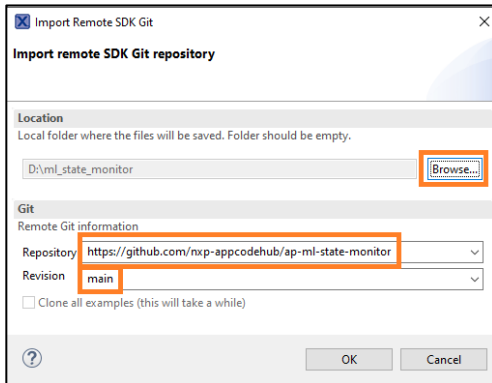 Import Remote SDK Git
Import remote SDK Git repository
Location
Local folder where the files will be saved. Folder should be empty.
D:\ml_state_monitor
Browse...
Git
Remote Git information
Repository https://github.com/nxp-appcodehub/ap-ml-state-monitor
Revision main
Clone all examples (this will take a while)
OK Cancel